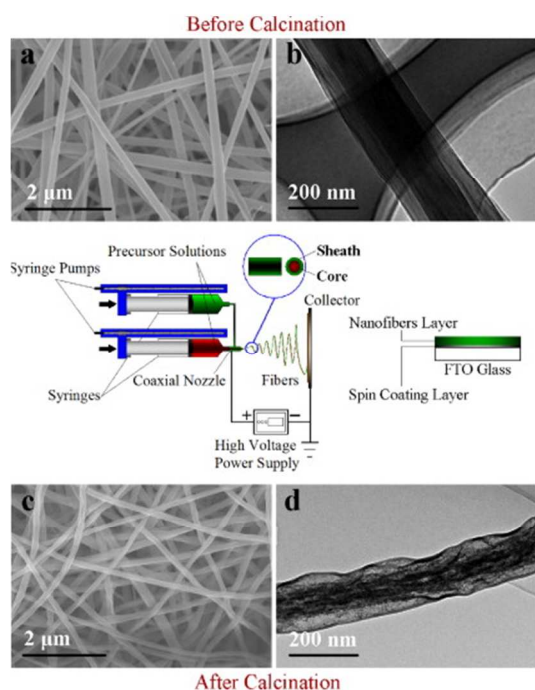 Before Calcination
a
b
2 μm
200 nm
Precursor Solutions
Sheath
Core
Syringe Pumps
Collector
Nanofibers Layer
FTO Glass
Syringes
Coaxial Nozzle
Fibers
Spin Coating Layer
+
−
High Voltage
Power Supply
c
d
2 μm
200 nm
After Calcination